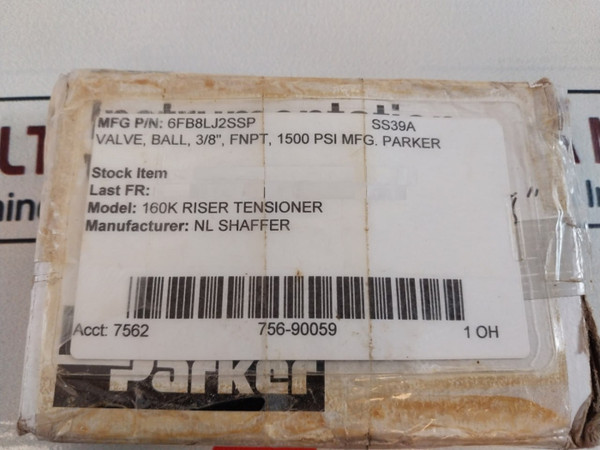 Instrumentation
MFG P/N: 6FB8LJ2SSP SS39A
VALVE, BALL, 3/8", FNPT, 1500 PSI MFG. PARKER
Stock Item
Last FR:
Model: 160K RISER TENSIONER
Manufacturer: NL SHAFFER
Acct: 7562 756-90059 1 OH
Parker